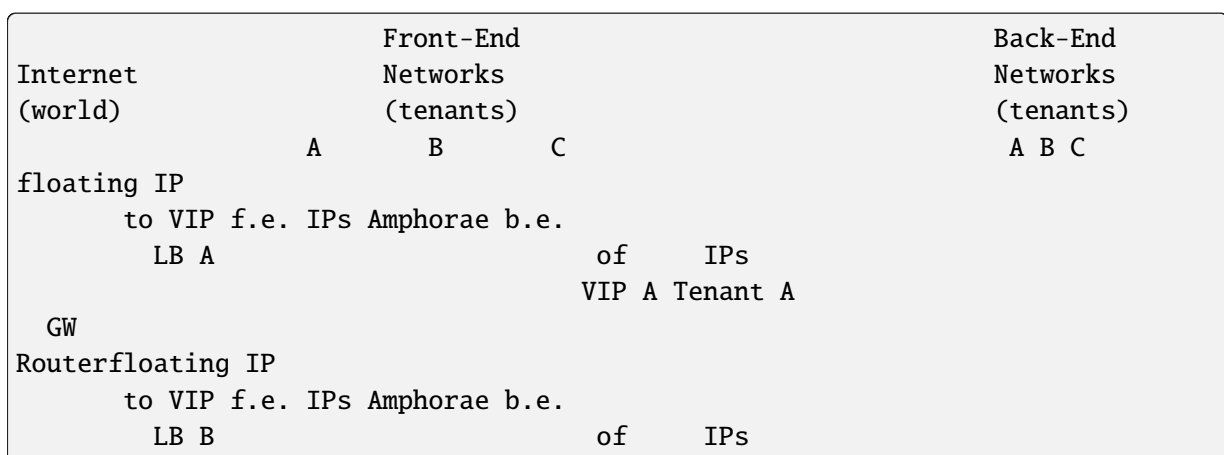 Front-End Back-End
Internet Networks Networks
(world) (tenants) (tenants)
A B C A B C
floating IP
to VIP f.e. IPs Amphorae b.e.
LB A of IPs
VIP A Tenant A
GW
Routerfloating IP
to VIP f.e. IPs Amphorae b.e.
LB B of IPs